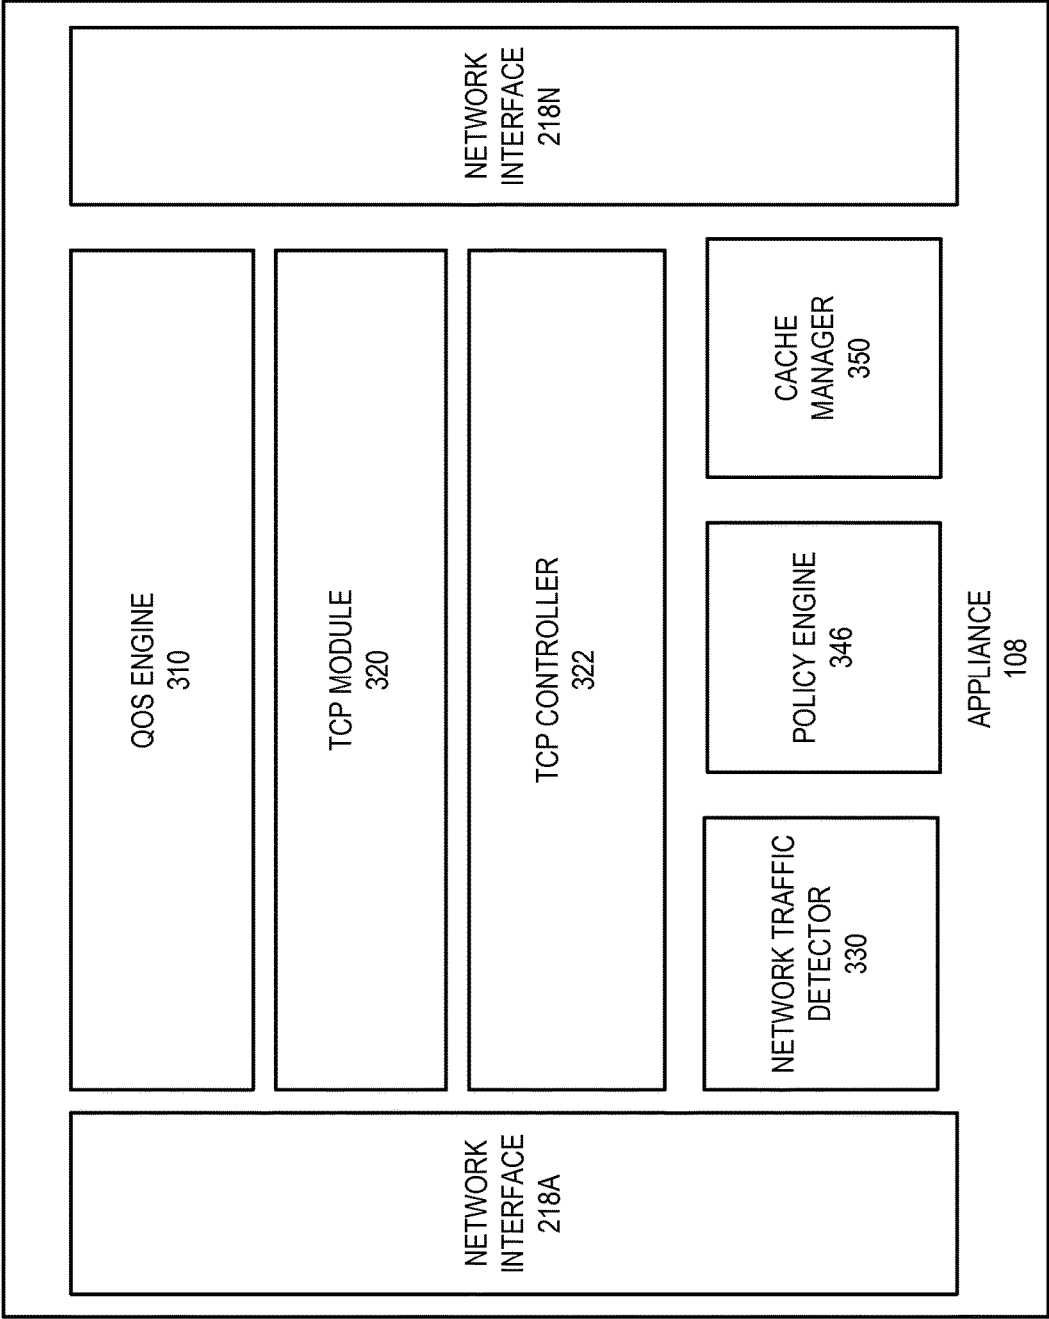 NETWORK
INTERFACE
218A
QOS ENGINE
310
TCP MODULE
320
TCP CONTROLLER
322
NETWORK TRAFFIC
DETECTOR
330
POLICY ENGINE
346
CACHE
MANAGER
350
NETWORK
INTERFACE
218N
APPLIANCE
108